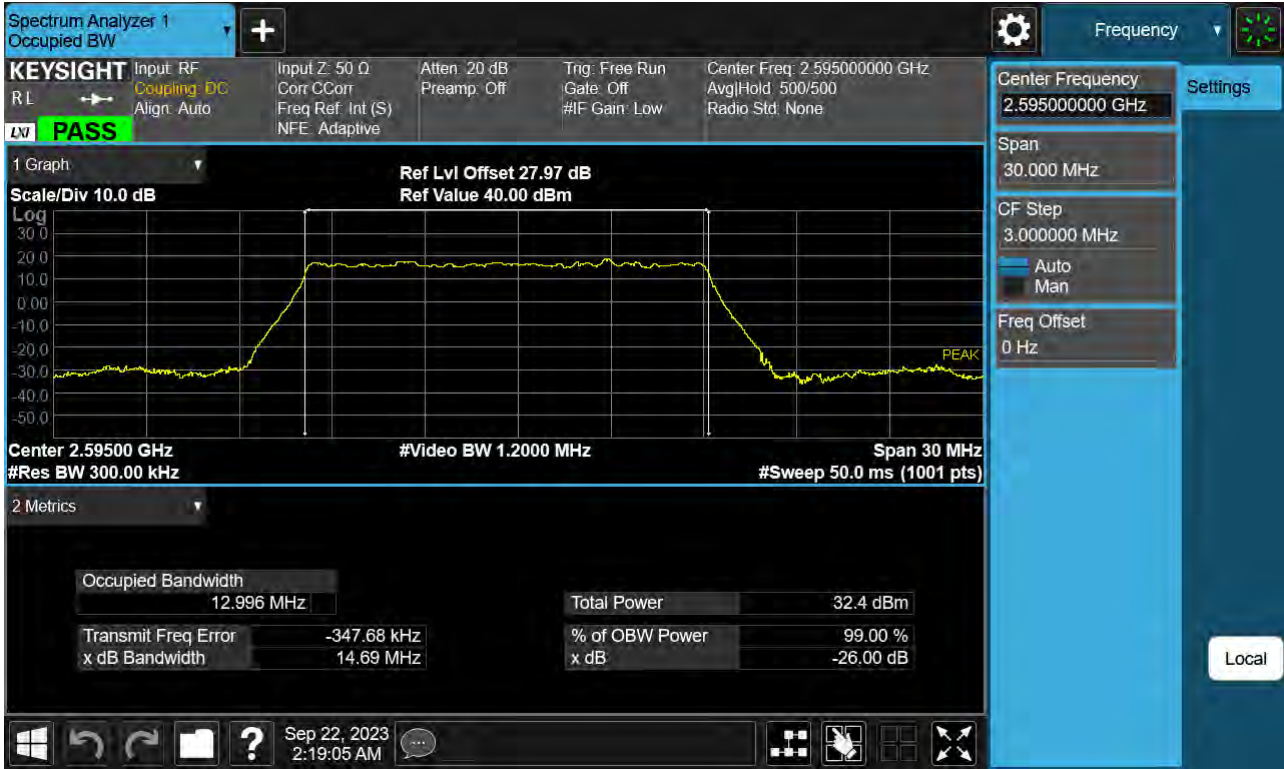 Spectrum Analyzer 1
Occupied BW
Frequency
KEYSIGHT
RL
LXI
PASS
Input: RF
Coupling: DC
Align: Auto
Input Z: 50 Ω
Corr CCorr
Freq Ref: Int (S)
NFE: Adaptive
Atten: 20 dB
Preamp: Off
Trig: Free Run
Gate: Off
#IF Gain: Low
Center Freq: 2.595000000 GHz
Avg|Hold: 500/500
Radio Std: None
1 Graph
Scale/Div 10.0 dB
Ref Lvl Offset 27.97 dB
Ref Value 40.00 dBm
Log
30.0
20.0
10.0
0.00
-10.0
-20.0
-30.0
-40.0
-50.0
PEAK
Center 2.59500 GHz
#Video BW 1.2000 MHz
Span 30 MHz
#Res BW 300.00 kHz
#Sweep 50.0 ms (1001 pts)
2 Metrics
Occupied Bandwidth
12.996 MHz
Total Power 32.4 dBm
Transmit Freq Error -347.68 kHz
% of OBW Power 99.00 %
x dB Bandwidth 14.69 MHz
x dB -26.00 dB
Center Frequency
2.595000000 GHz
Settings
Span
30.000 MHz
CF Step
3.000000 MHz
Auto
Man
Freq Offset
0 Hz
Local
?
Sep 22, 2023
2:19:05 AM